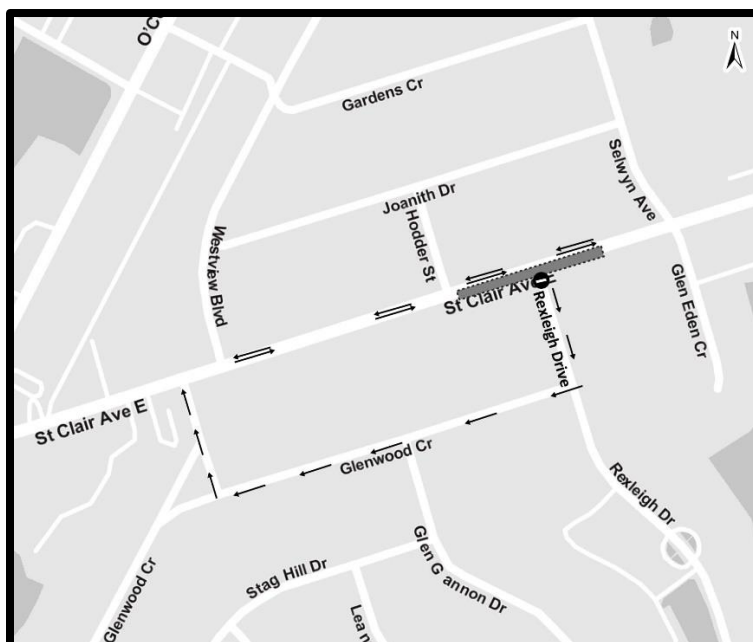 N
O'C
Gardens Cr
Selwyn Ave
Joanith Dr
Hodder St
Westview Blvd
St Clair Ave
Rexleigh Drive
Glen Eden Cr
St Clair Ave E
Glenwood Cr
Rexleigh Dr
Glen Gannon Dr
Stag Hill Dr
Glenwood Cr
Lean